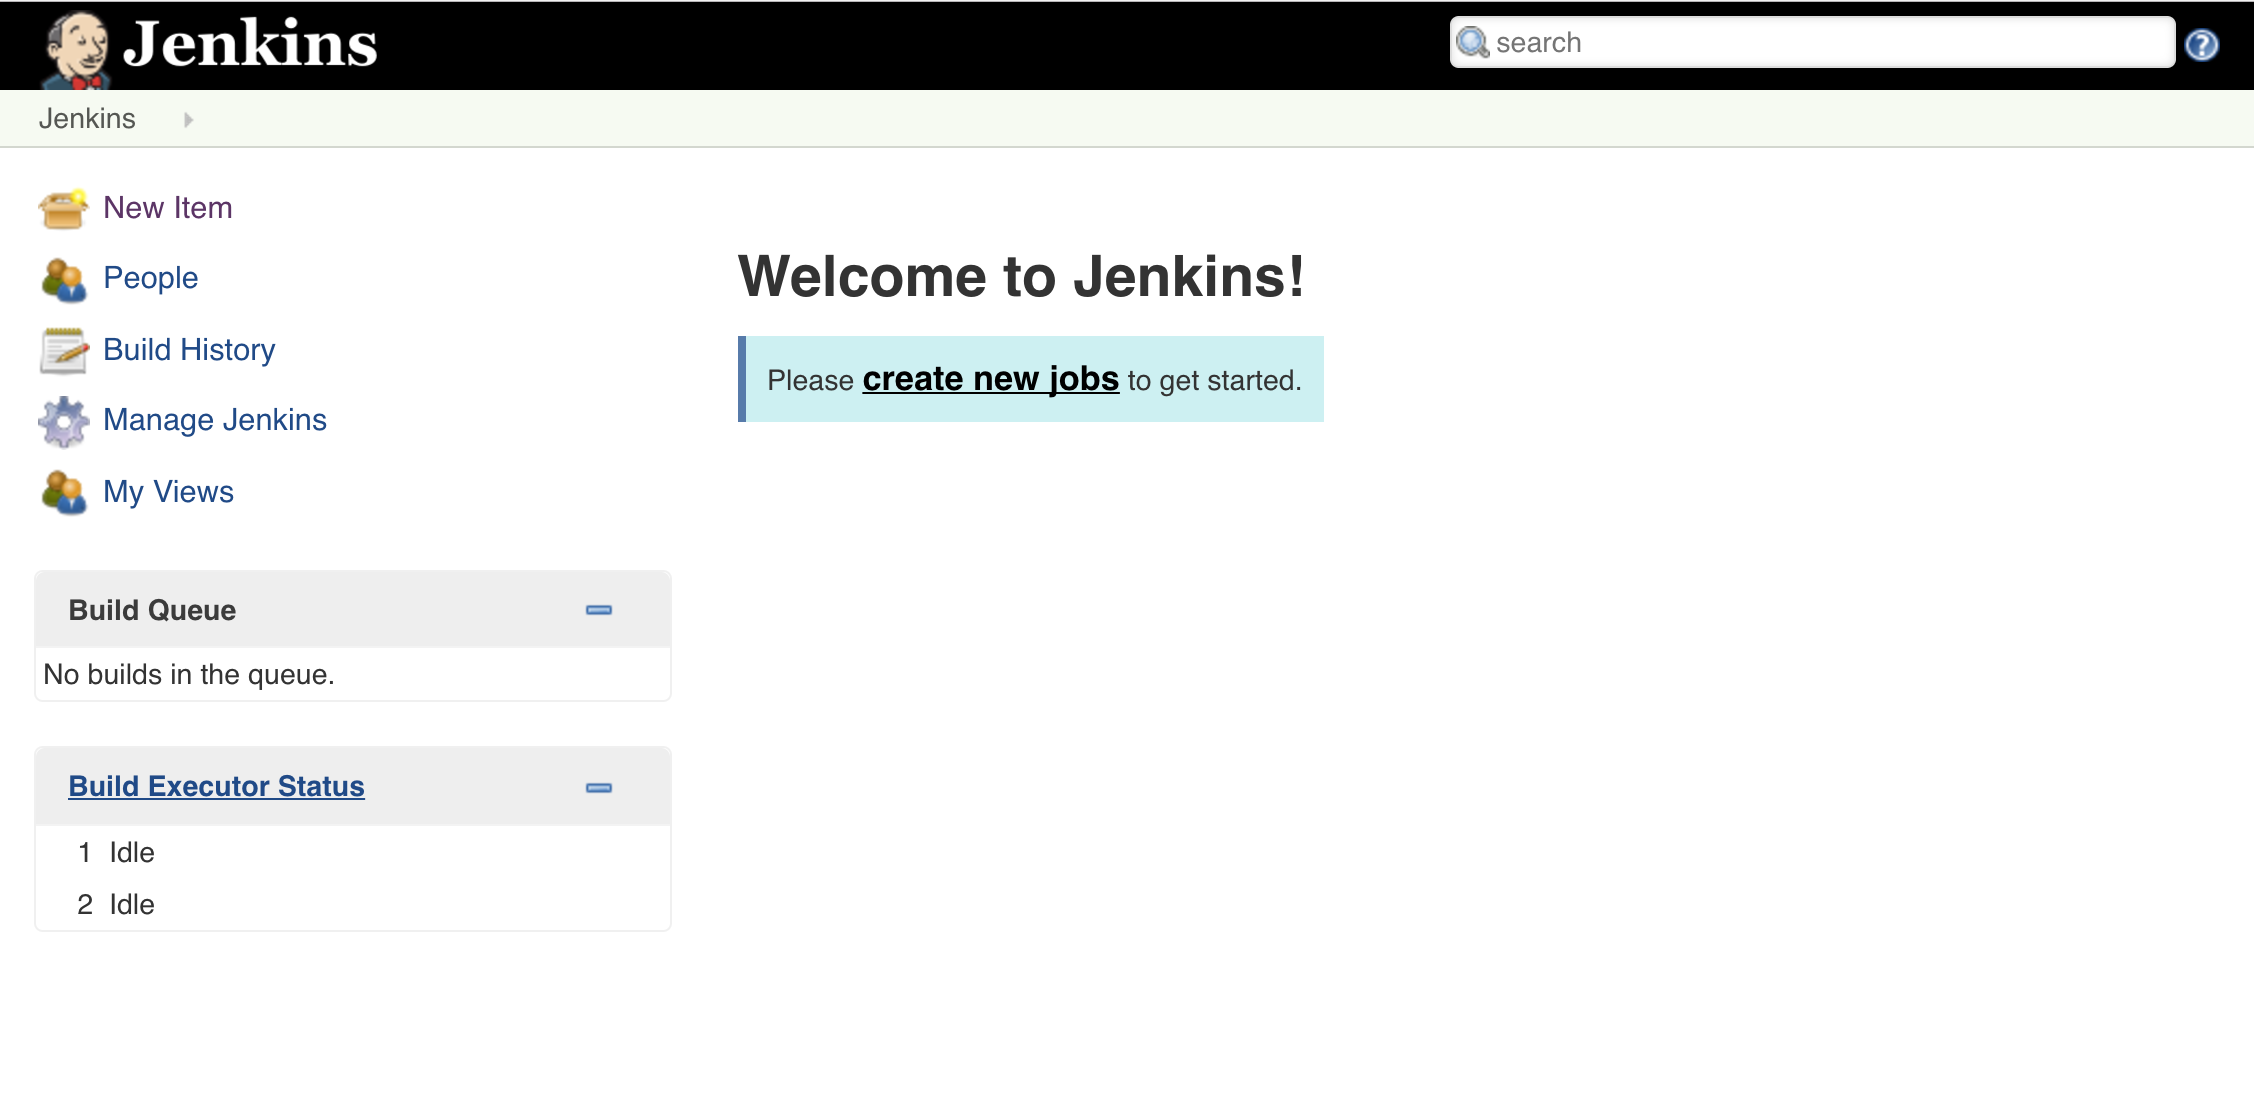 Jenkins
search
Jenkins
New Item
People
Build History
Manage Jenkins
My Views
Welcome to Jenkins!
Please create new jobs to get started.
Build Queue
No builds in the queue.
Build Executor Status
1 Idle
2 Idle